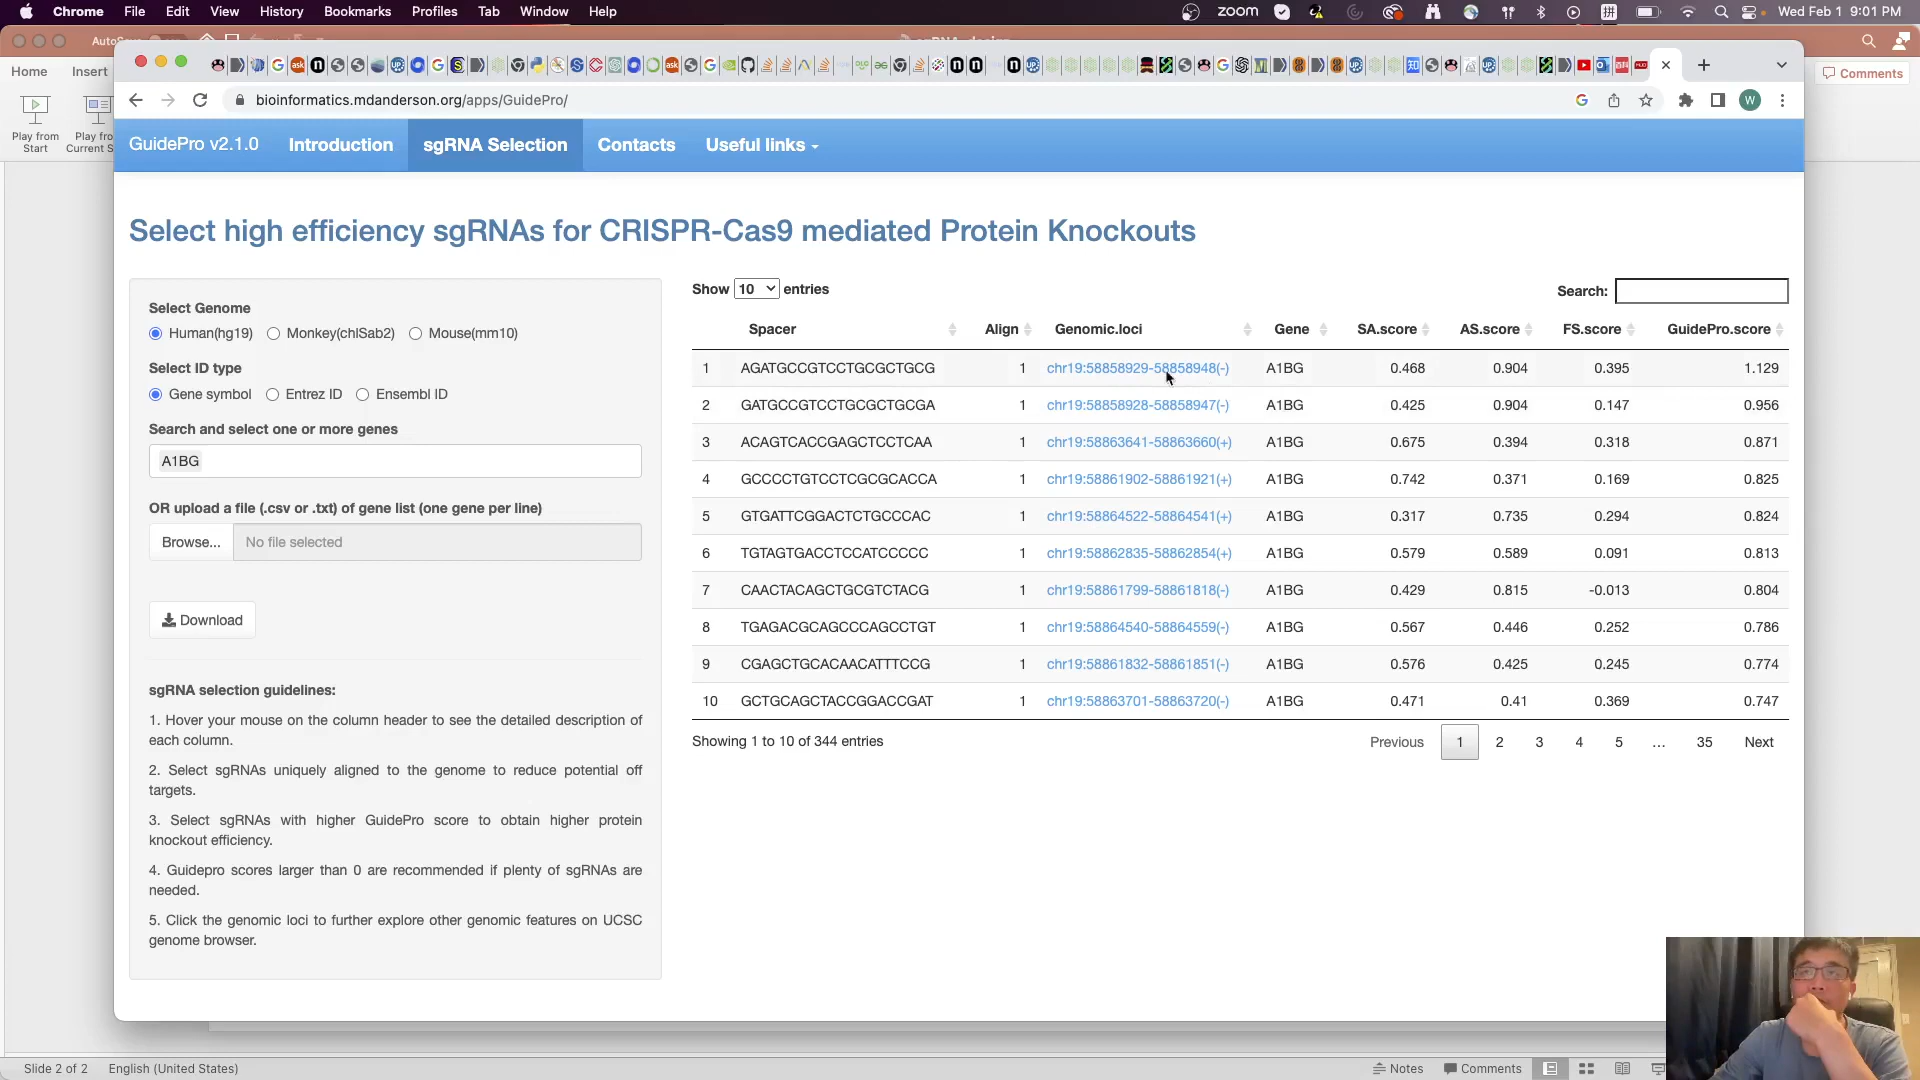 Chrome File Edit View History Bookmarks Profiles Tab Window Help zoom Wed Feb 1 9:01 PM
Home Insert
Comments
Play from Start
bioinformatics.mdanderson.org/apps/GuidePro/
W
GuidePro v2.1.0 Introduction sgRNA Selection Contacts Useful links
Select high efficiency sgRNAs for CRISPR-Cas9 mediated Protein Knockouts
Select Genome
Human(hg19) Monkey(chlSab2) Mouse(mm10)
Select ID type
Gene symbol Entrez ID Ensembl ID
Search and select one or more genes
A1BG
OR upload a file (.csv or .txt) of gene list (one gene per line)
Browse... No file selected
Download
sgRNA selection guidelines:
1. Hover your mouse on the column header to see the detailed description of
each column.
2. Select sgRNAs uniquely aligned to the genome to reduce potential off
targets.
3. Select sgRNAs with higher GuidePro score to obtain higher protein
knockout efficiency.
4. Guidepro scores larger than 0 are recommended if plenty of sgRNAs are
needed.
5. Click the genomic loci to further explore other genomic features on UCSC
genome browser.
Show 10 entries
Search:
Spacer Align Genomic.loci Gene SA.score AS.score FS.score GuidePro.score
1 AGATGCCGTCCTGCGCTGCG 1 chr19:58858929-58858948(-) A1BG 0.468 0.904 0.395 1.129
2 GATGCCGTCCTGCGCTGCGA 1 chr19:58858928-58858947(-) A1BG 0.425 0.904 0.147 0.956
3 ACAGTCACCGAGCTCCTCAA 1 chr19:58863641-58863660(+) A1BG 0.675 0.394 0.318 0.871
4 GCCCCTGTCCTCGCGCACCA 1 chr19:58861902-58861921(+) A1BG 0.742 0.371 0.169 0.825
5 GTGATTCGGACTCTGCCCAC 1 chr19:58864522-58864541(+) A1BG 0.317 0.735 0.294 0.824
6 TGTAGTGACCTCCATCCCCC 1 chr19:58862835-58862854(+) A1BG 0.579 0.589 0.091 0.813
7 CAACTACAGCTGCGTCTACG 1 chr19:58861799-58861818(-) A1BG 0.429 0.815 -0.013 0.804
8 TGAGACGCAGCCCAGCCTGT 1 chr19:58864540-58864559(-) A1BG 0.567 0.446 0.252 0.786
9 CGAGCTGCACAACATTTCCG 1 chr19:58861832-58861851(-) A1BG 0.576 0.425 0.245 0.774
10 GCTGCAGCTACCGGACCGAT 1 chr19:58863701-58863720(-) A1BG 0.471 0.41 0.369 0.747
Showing 1 to 10 of 344 entries
Previous 1 2 3 4 5 ... 35 Next
Slide 2 of 2 English (United States) Notes Comments